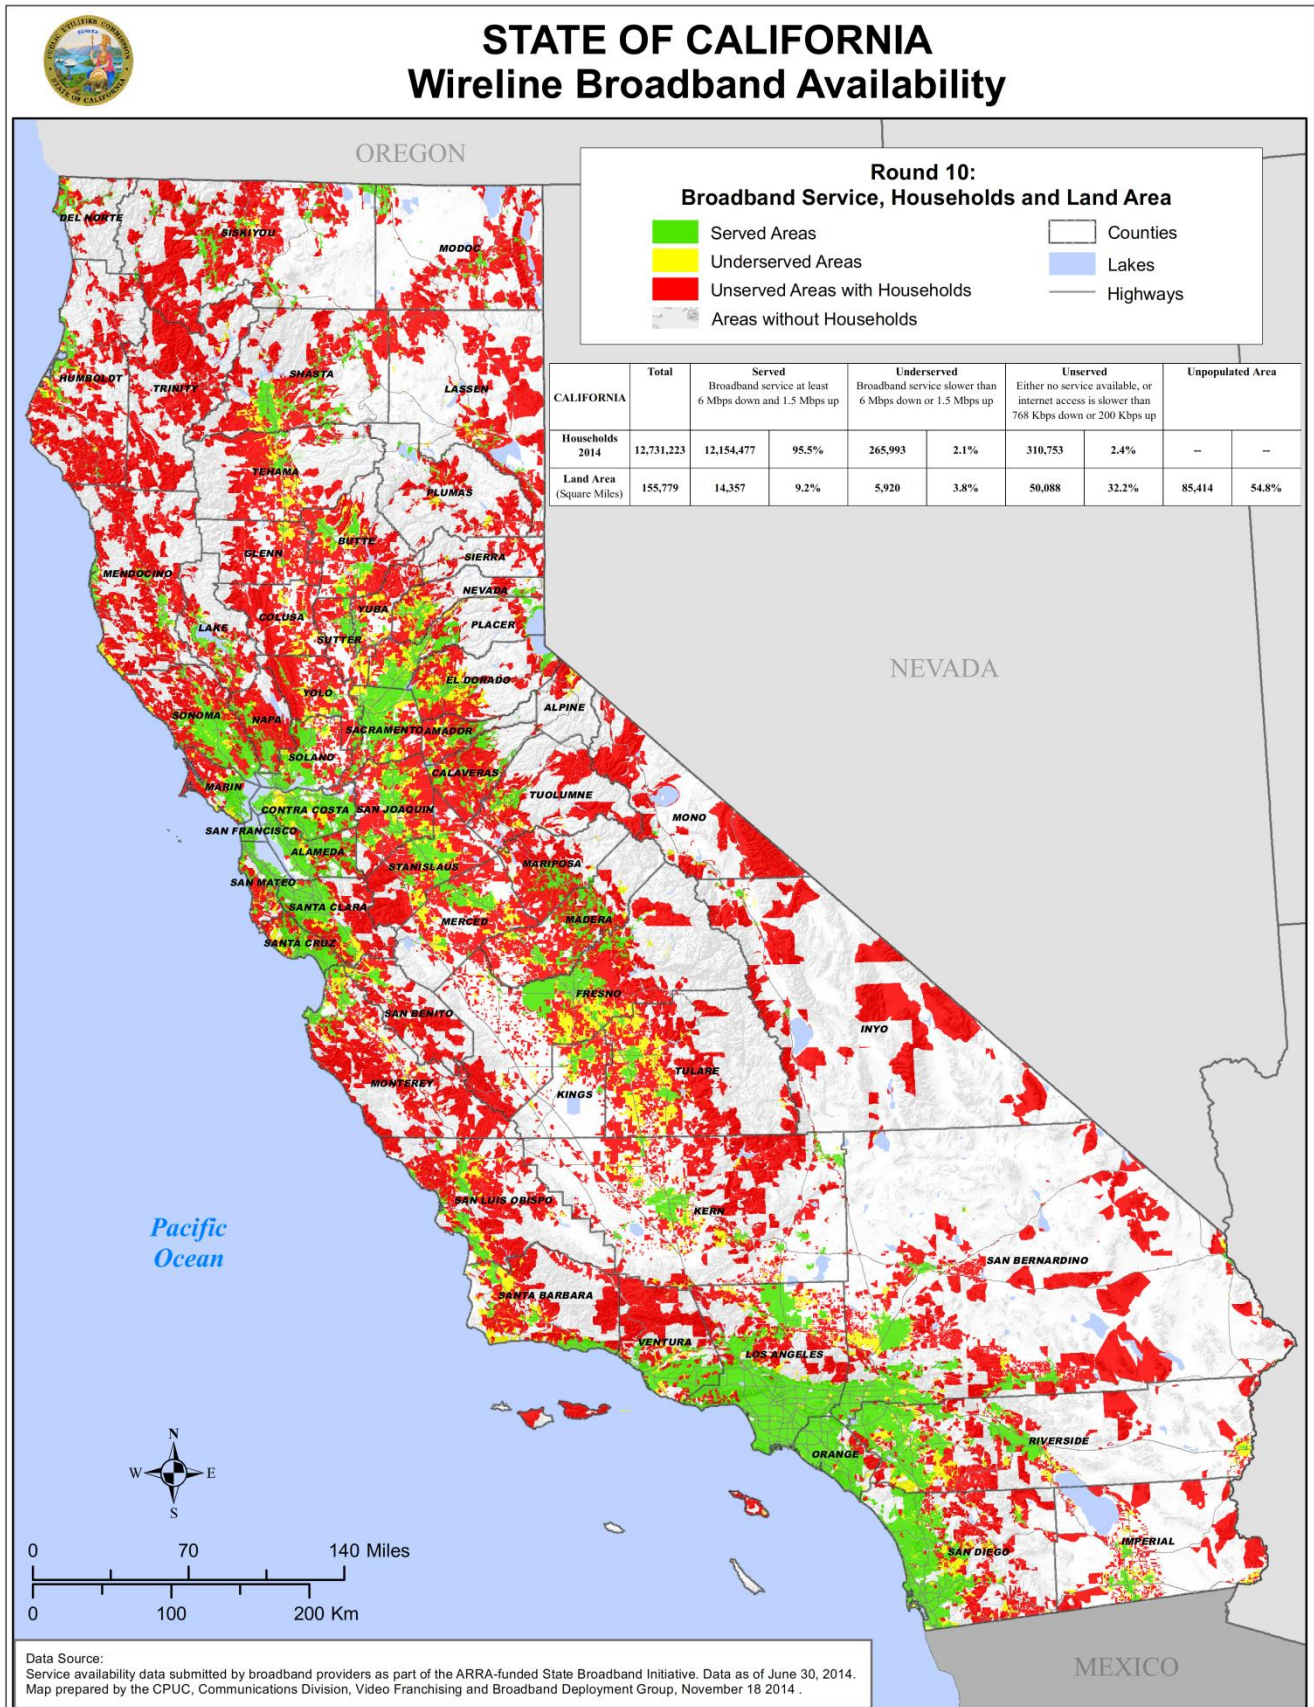 STATE OF CALIFORNIA
Wireline Broadband Availability
PUBLIC UTILITIES COMMISSION
EUREKA
STATE OF CALIFORNIA
OREGON
Round 10:
Broadband Service, Households and Land Area
Served Areas
Underserved Areas
Unserved Areas with Households
Areas without Households
Counties
Lakes
Highways
CALIFORNIA
Total
Served
Broadband service at least
6 Mbps down and 1.5 Mbps up
Underserved
Broadband service slower than
6 Mbps down or 1.5 Mbps up
Unserved
Either no service available, or
internet access is slower than
768 Kbps down or 200 Kbps up
Unpopulated Area
Households
2014
12,731,223 12,154,477 95.5% 265,993 2.1% 310,753 2.4% -- --
Land Area
(Square Miles)
155,779 14,357 9.2% 5,920 3.8% 50,088 32.2% 85,414 54.8%
DEL NORTE
SISKIYOU
MODOC
HUMBOLDT
TRINITY
SHASTA
LASSEN
TEHAMA
PLUMAS
GLENN
BUTTE
SIERRA
MENDOCINO
NEVADA
COLUSA
YUBA
LAKE
SUTTER
PLACER
NEVADA
YOLO
EL DORADO
ALPINE
SONOMA
NAPA
SACRAMENTO
AMADOR
SOLANO
CALAVERAS
MARIN
TUOLUMNE
CONTRA COSTA
SAN JOAQUIN
MONO
SAN FRANCISCO
ALAMEDA
STANISLAUS
MARIPOSA
SAN MATEO
SANTA CLARA
MERCED
MADERA
SANTA CRUZ
FRESNO
SAN BENITO
INYO
MONTEREY
TULARE
KINGS
SAN LUIS OBISPO
KERN
Pacific
Ocean
SAN BERNARDINO
SANTA BARBARA
VENTURA
LOS ANGELES
ORANGE
RIVERSIDE
SAN DIEGO
IMPERIAL
MEXICO
N
W E
S
0 70 140 Miles
0 100 200 Km
Data Source:
Service availability data submitted by broadband providers as part of the ARRA-funded State Broadband Initiative. Data as of June 30, 2014.
Map prepared by the CPUC, Communications Division, Video Franchising and Broadband Deployment Group, November 18 2014 .